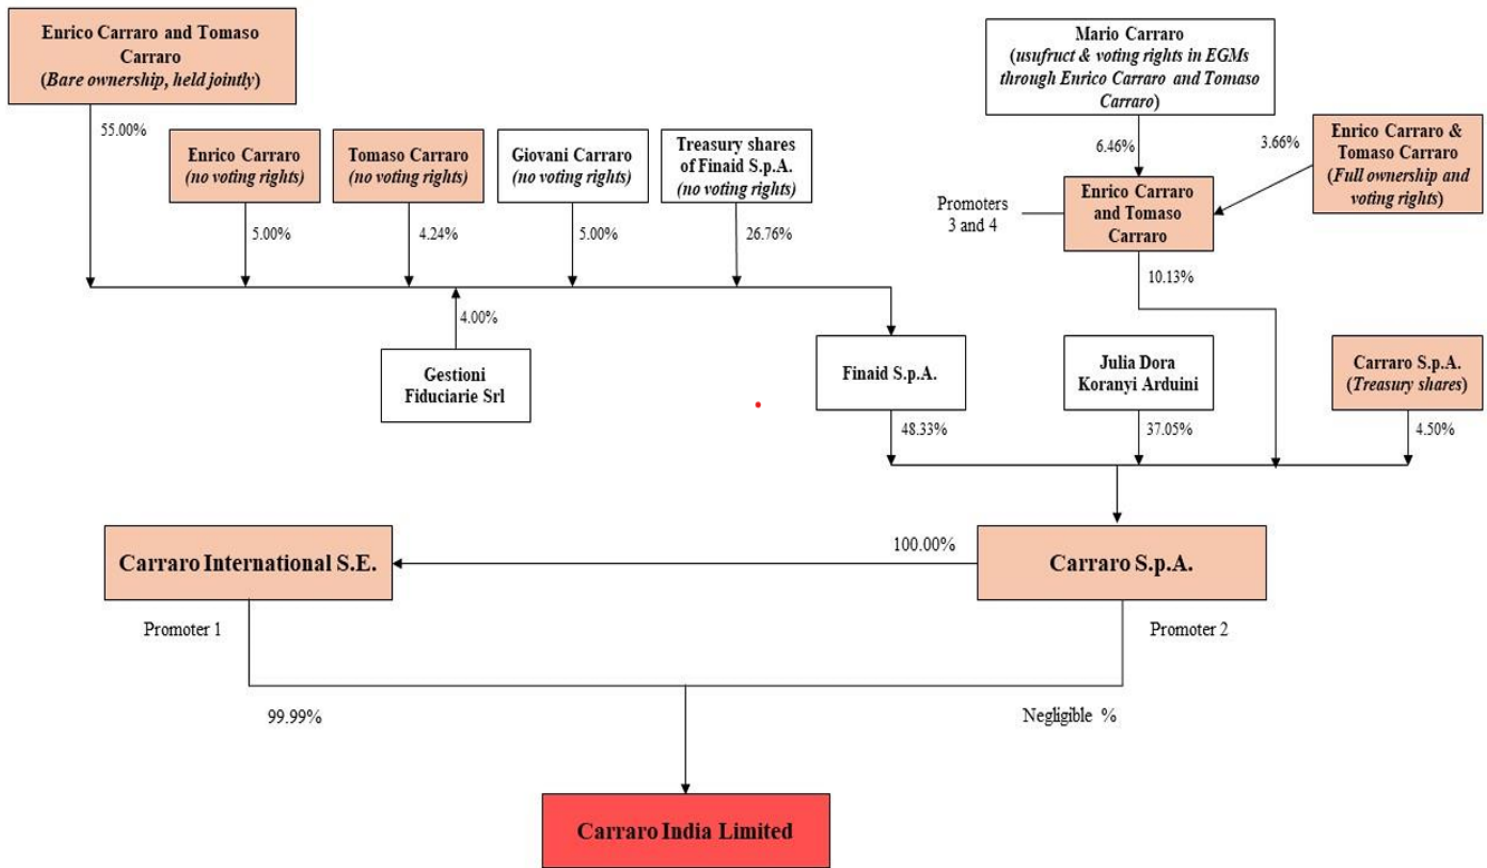 Enrico Carraro and Tomaso
Carraro
(Bare ownership, held jointly)
55.00%
Enrico Carraro
(no voting rights)
5.00%
Tomaso Carraro
(no voting rights)
4.24%
Giovani Carraro
(no voting rights)
5.00%
Treasury shares
of Finaid S.p.A.
(no voting rights)
26.76%
4.00%
Gestioni
Fiduciarie Srl
Mario Carraro
(usufruct & voting rights in EGMs
through Enrico Carraro and Tomaso
Carraro)
6.46%
3.66%
Enrico Carraro &
Tomaso Carraro
(Full ownership and
voting rights)
Promoters
3 and 4
Enrico Carraro
and Tomaso
Carraro
10.13%
Finaid S.p.A.
48.33%
Julia Dora
Koranyi Arduini
37.05%
Carraro S.p.A.
(Treasury shares)
4.50%
Carraro International S.E.
100.00%
Carraro S.p.A.
Promoter 1
Promoter 2
99.99%
Negligible %
Carraro India Limited